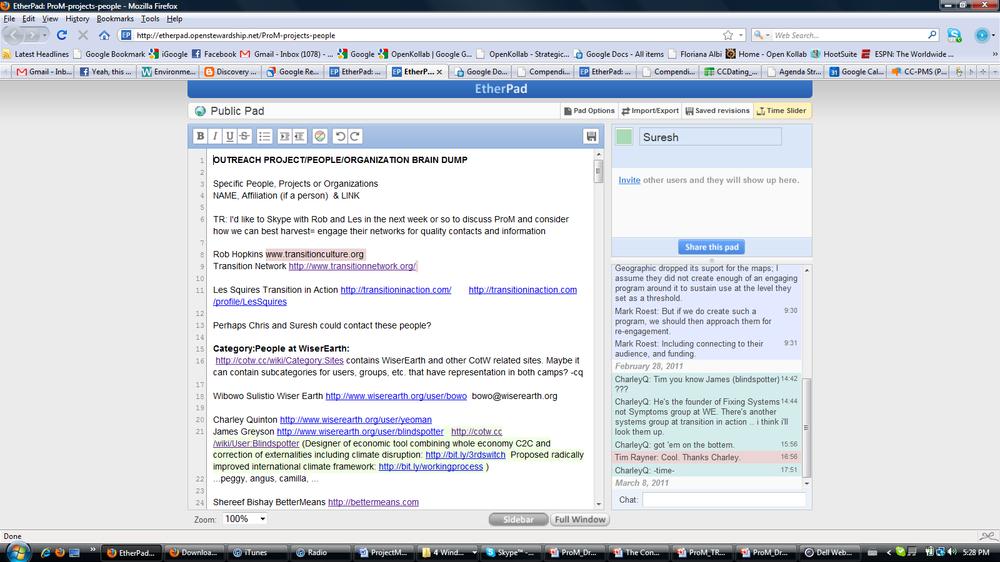 EtherPad: ProM-projects-people - Mozilla Firefox
File Edit View History Bookmarks Tools Help
EP http://etherpad.openstewardship.net/ProM-projects-people Web Search...
Latest Headlines Google Bookmark iGoogle Facebook Gmail - Inbox (1078) - ... Google OpenKollab | Google G... OpenKollab - Strategic... Google Docs - All items Floriana Albi Home - Open Kollab HootSuite ESPN: The Worldwide ... »
Gmail - Inb... Yeah, this ... Environme... Discovery ... Google Re... EtherPad: ... EtherP... Google Do... Compendi... EtherPad: ... Compendi... CCDating_... Agenda Str... Google Cal... CC-PMS (P...
EtherPad
Public Pad Pad Options Import/Export Saved revisions Time Slider
B I U S
1 OUTREACH PROJECT/PEOPLE/ORGANIZATION BRAIN DUMP
2
3 Specific People, Projects or Organizations
4 NAME, Affiliation (if a person)  & LINK
5
6 TR: I'd like to Skype with Rob and Les in the next week or so to discuss ProM and consider
how we can best harvest= engage their networks for quality contacts and information
7
8 Rob Hopkins www.transitionculture.org
9 Transition Network http://www.transitionnetwork.org/
10
11 Les Squires Transition in Action http://transitioninaction.com/ http://transitioninaction.com
/profile/LesSquires
12
13 Perhaps Chris and Suresh could contact these people?
14
15 Category:People at WiserEarth:
16 http://cotw.cc/wiki/Category:Sites contains WiserEarth and other CotW related sites. Maybe it
can contain subcategories for users, groups, etc. that have representation in both camps? -cq
17
18 Wibowo Sulistio Wiser Earth http://www.wiserearth.org/user/bowo bowo@wiserearth.org
19
20 Charley Quinton http://www.wiserearth.org/user/yeoman
21 James Greyson http://www.wiserearth.org/user/blindspotter http://cotw.cc
/wiki/User:Blindspotter (Designer of economic tool combining whole economy C2C and
correction of externalities including climate disruption: http://bit.ly/3rdswitch Proposed radically
improved international climate framework: http://bit.ly/workingprocess )
22 ...peggy, angus, camilla, ...
23
24 Shereef Bishay BetterMeans http://bettermeans.com
Suresh
Invite other users and they will show up here.
Share this pad
Geographic dropped its suport for the maps; I
assume they did not create enough of an engaging
program around it to sustain use at the level they
set as a threshold.
Mark Roest: But if we do create such a 9:30
program, we should then approach them for
re-engagement.
Mark Roest: Including connecting to their 9:31
audience, and funding.
February 28, 2011
CharleyQ: Tim you know James (blindspotter) 14:42
???
CharleyQ: He's the founder of Fixing Systems 14:44
not Symptoms group at WE. There's another
systems group at transition in action .. i think i'll
look them up.
CharleyQ: got 'em on the bottem. 15:56
Tim Rayner: Cool. Thanks Charley. 16:56
CharleyQ: -time- 17:51
March 8, 2011
Chat:
Zoom: 100% Sidebar Full Window
Done
» EtherPad... Downloa... iTunes Radio ProjectM... 4 Wind... Skype™ -... ProM_Dr... The Con... ProM_TR... ProM_Dr... Dell Web... 5:28 PM